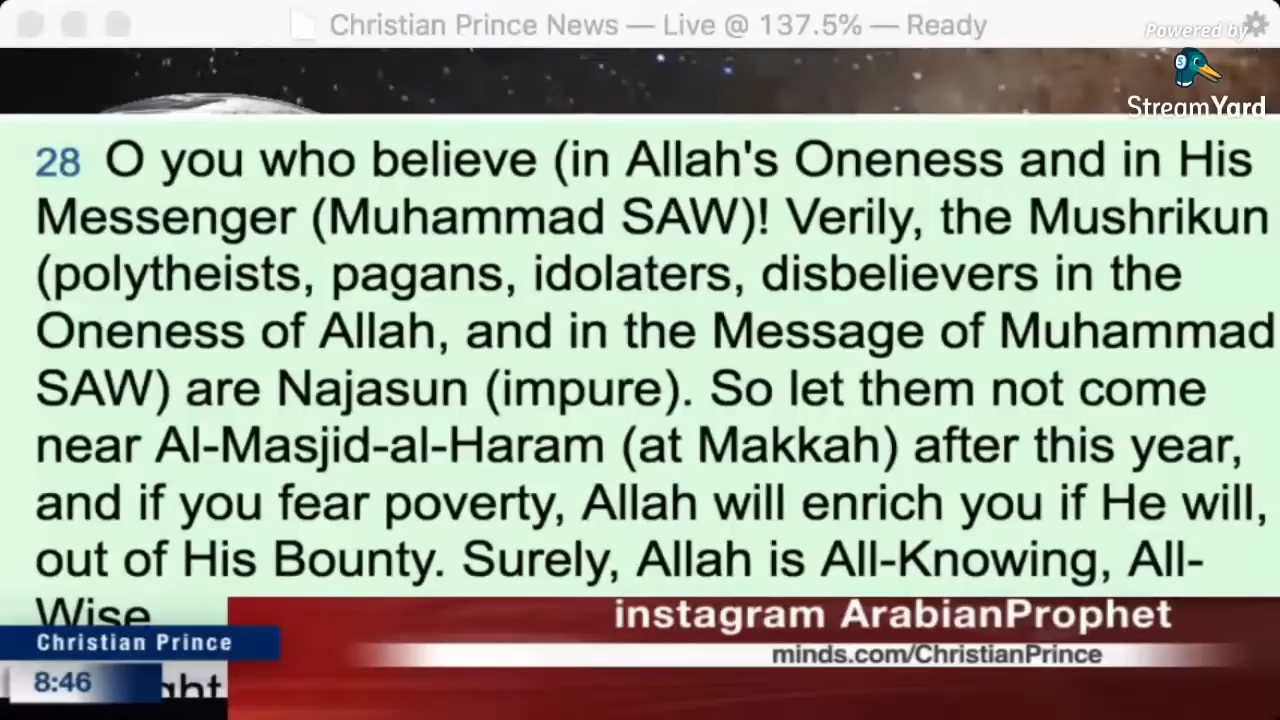 Christian Prince News — Live @ 137.5% — Ready
Powered by
StreamYard
28 O you who believe (in Allah's Oneness and in His
Messenger (Muhammad SAW)! Verily, the Mushrikun
(polytheists, pagans, idolaters, disbelievers in the
Oneness of Allah, and in the Message of Muhammad
SAW) are Najasun (impure). So let them not come
near Al-Masjid-al-Haram (at Makkah) after this year,
and if you fear poverty, Allah will enrich you if He will,
out of His Bounty. Surely, Allah is All-Knowing, All-
Wise
instagram ArabianProphet
Christian Prince
minds.com/ChristianPrince
8:46